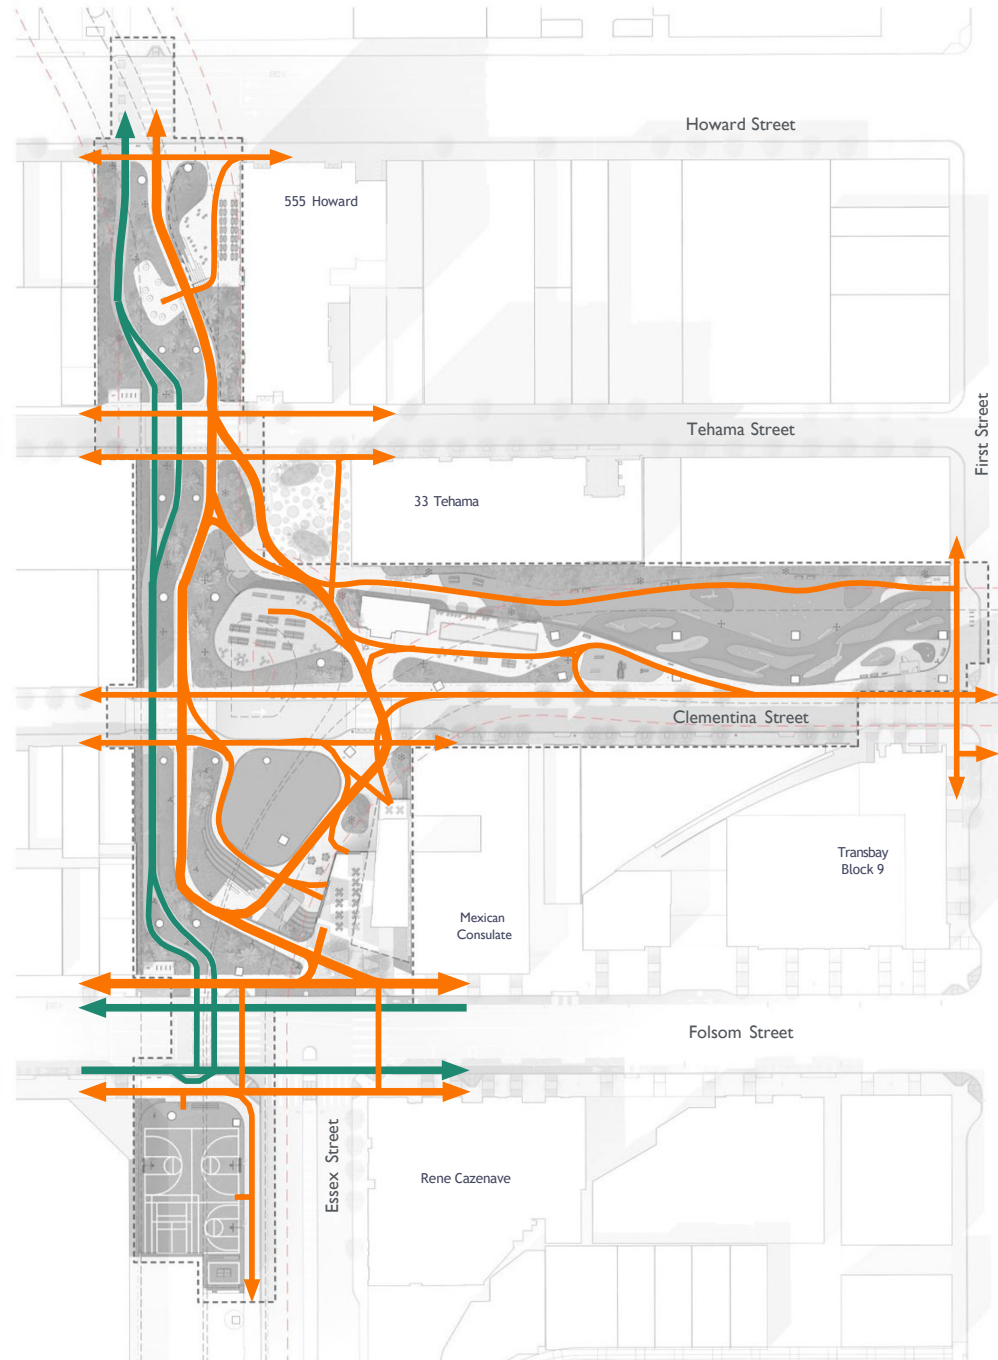 Howard Street
555 Howard
First Street
Tehama Street
33 Tehama
Clementina Street
Transbay
Block 9
Mexican
Consulate
Folsom Street
Essex Street
Rene Cazenave